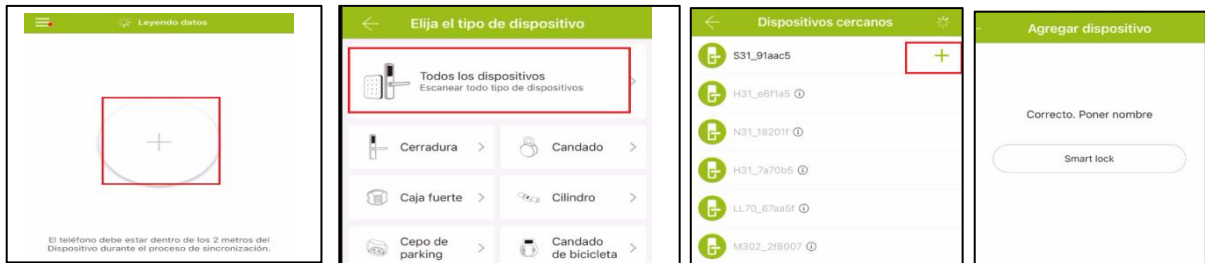 Leyendo datos
El teléfono debe estar dentro de los 2 metros del
Dispositivo durante el proceso de sincronización.
Elija el tipo de dispositivo
Todos los dispositivos
Escanear todo tipo de dispositivos
Cerradura
Candado
Caja fuerte
Cilindro
Cepo de
parking
Candado
de bicicleta
Dispositivos cercanos
S31_91aac5
H31_e6f1a5
N31_18201f
H31_7a70b5
LL70_67aa5f
M302_2f8007
Agregar dispositivo
Correcto. Poner nombre
Smart lock